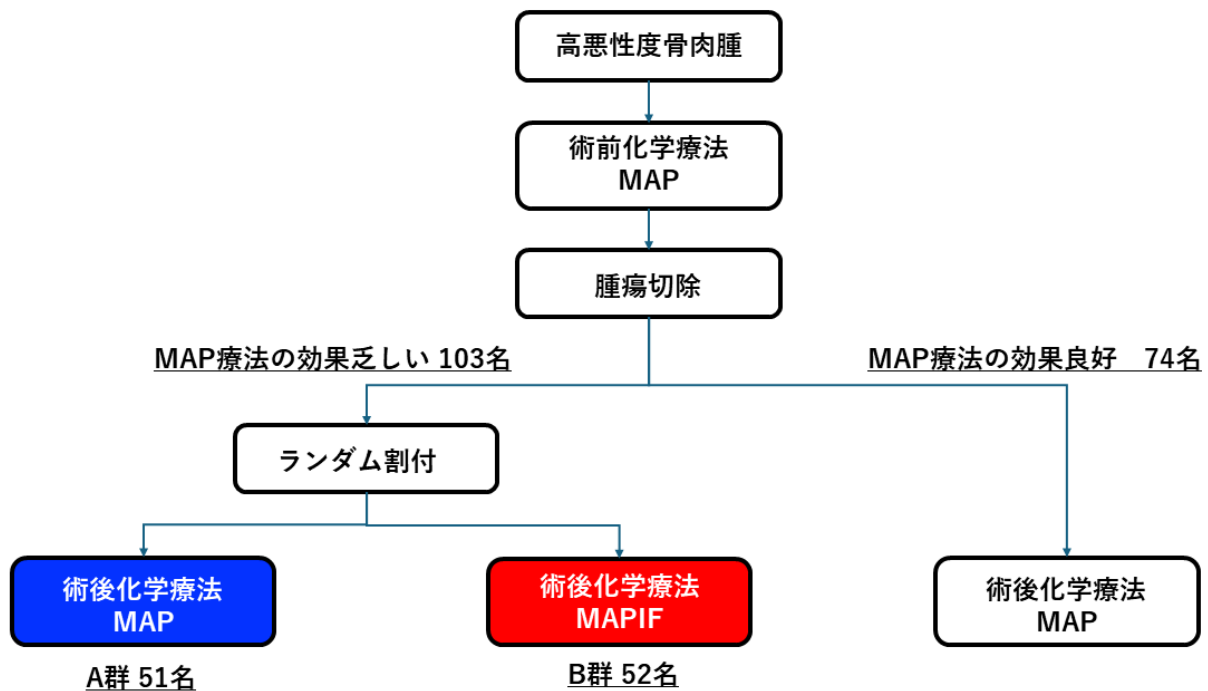 高悪性度骨肉腫
術前化学療法
MAP
腫瘍切除
MAP療法の効果乏しい 103名
MAP療法の効果良好　74名
ランダム割付
術後化学療法
MAP
術後化学療法
MAPIF
術後化学療法
MAP
A群 51名
B群 52名